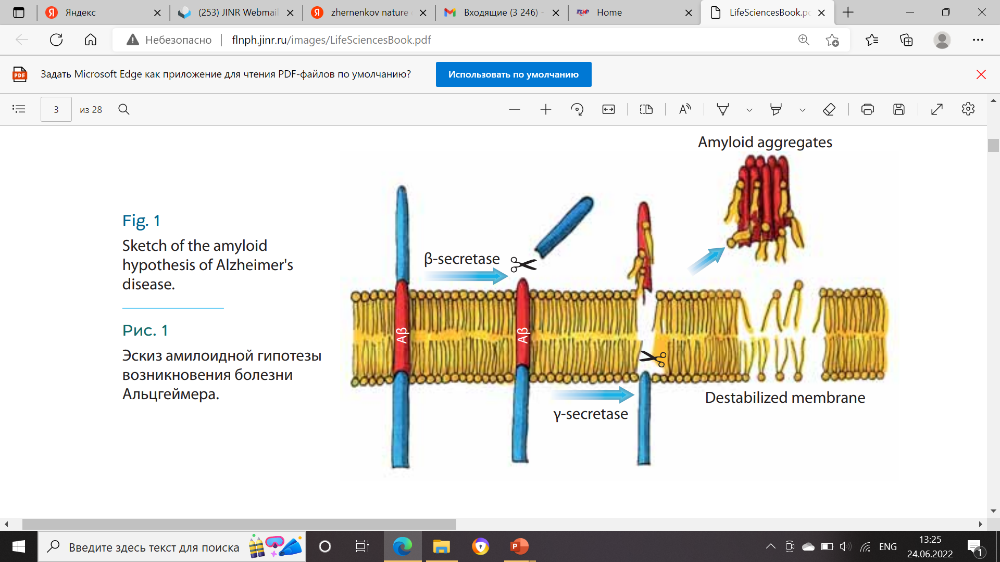 Яндекс
(253) JINR Webmail
zhernenkov nature
Входящие (3 246) -
Home
LifeSciencesBook.pd
Небезопасно
flnph.jinr.ru/images/LifeSciencesBook.pdf
PDF
Задать Microsoft Edge как приложение для чтения PDF-файлов по умолчанию?
Использовать по умолчанию
3
из 28
Amyloid aggregates
Fig. 1
Sketch of the amyloid
hypothesis of Alzheimer's
disease.
Рис. 1
Эскиз амилоидной гипотезы
возникновения болезни
Альцгеймера.
β-secretase
Aβ
Aβ
γ-secretase
Destabilized membrane
Введите здесь текст для поиска
ENG
13:25
24.06.2022
1